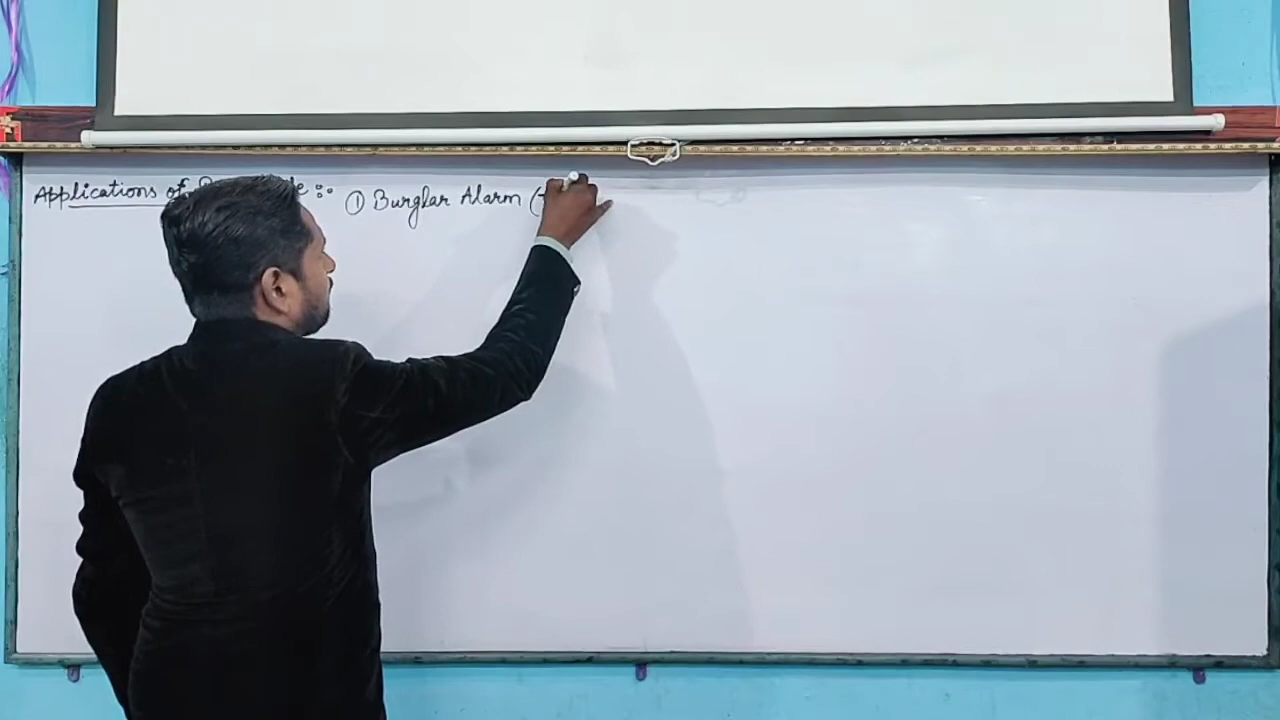 Applications of :: ① Burglar Alarm (